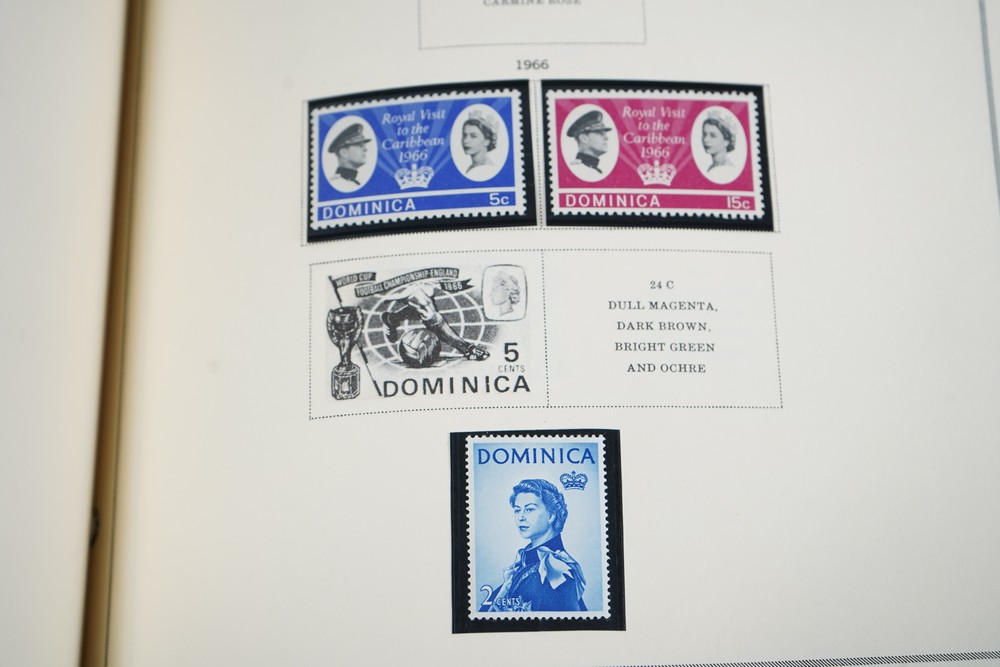 CARMINE ROSE
1966
Royal Visit
to the
Caribbean
1966
DOMINICA 5c
Royal Visit
to the
Caribbean
1966
DOMINICA 15c
WORLD CUP
FOOTBALL CHAMPIONSHIP-ENGLAND
1966
5
CENTS
DOMINICA
24 C
DULL MAGENTA,
DARK BROWN,
BRIGHT GREEN
AND OCHRE
DOMINICA
2 CENTS